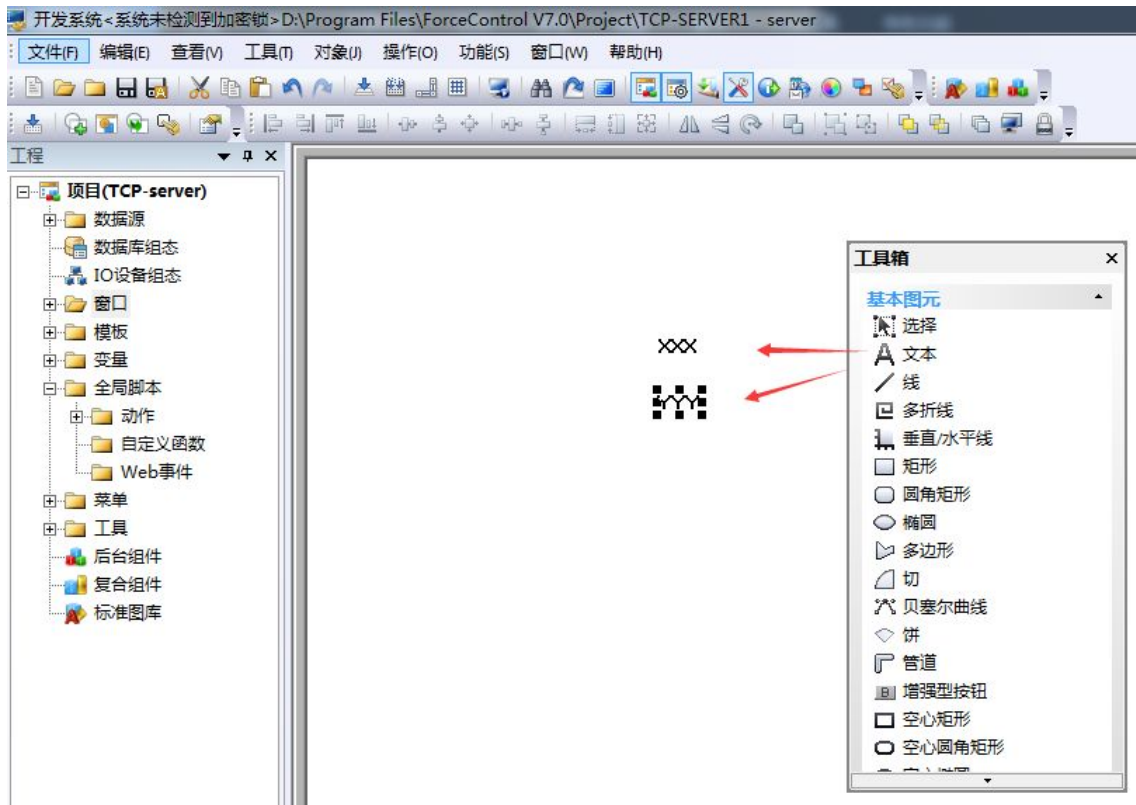 开发系统<系统未检测到加密锁>D:\Program Files\ForceControl V7.0\Project\TCP-SERVER1 - server
文件(F) 编辑(E) 查看(V) 工具(T) 对象(J) 操作(O) 功能(S) 窗口(W) 帮助(H)
工程
项目(TCP-server)
数据源
数据库组态
IO设备组态
窗口
模板
变量
全局脚本
动作
自定义函数
Web事件
菜单
工具
后台组件
复合组件
标准图库
XXX
YYY
工具箱
基本图元
选择
文本
线
多折线
垂直/水平线
矩形
圆角矩形
椭圆
多边形
切
贝塞尔曲线
饼
管道
增强型按钮
空心矩形
空心圆角矩形